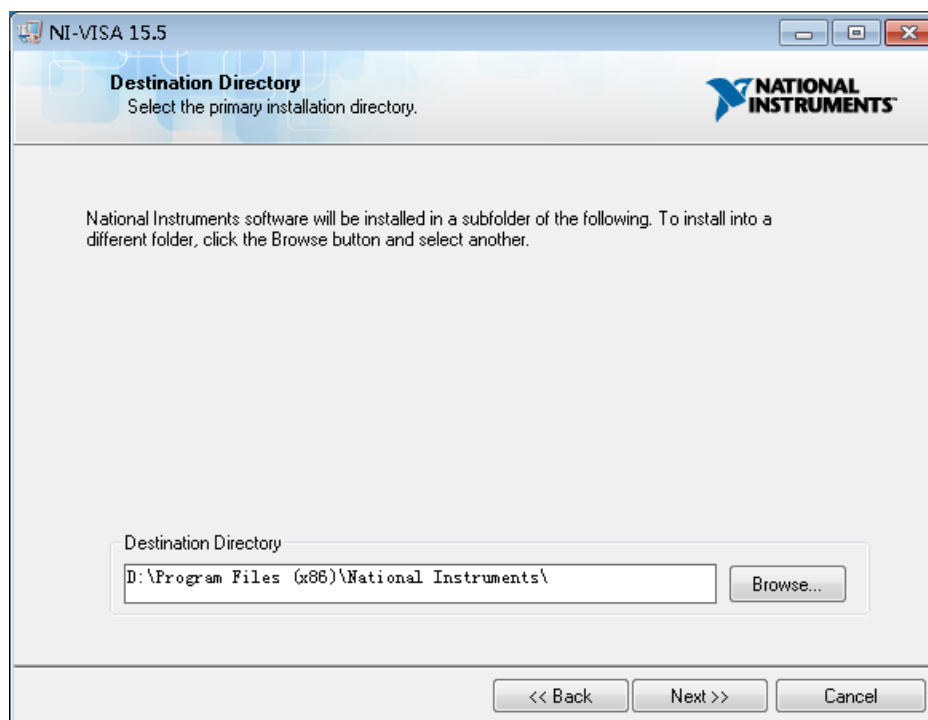 NI-VISA 15.5
Destination Directory
Select the primary installation directory.
NATIONAL
INSTRUMENTS™
National Instruments software will be installed in a subfolder of the following. To install into a
different folder, click the Browse button and select another.
Destination Directory
D:\Program Files (x86)\National Instruments\
Browse...
<< Back
Next >>
Cancel